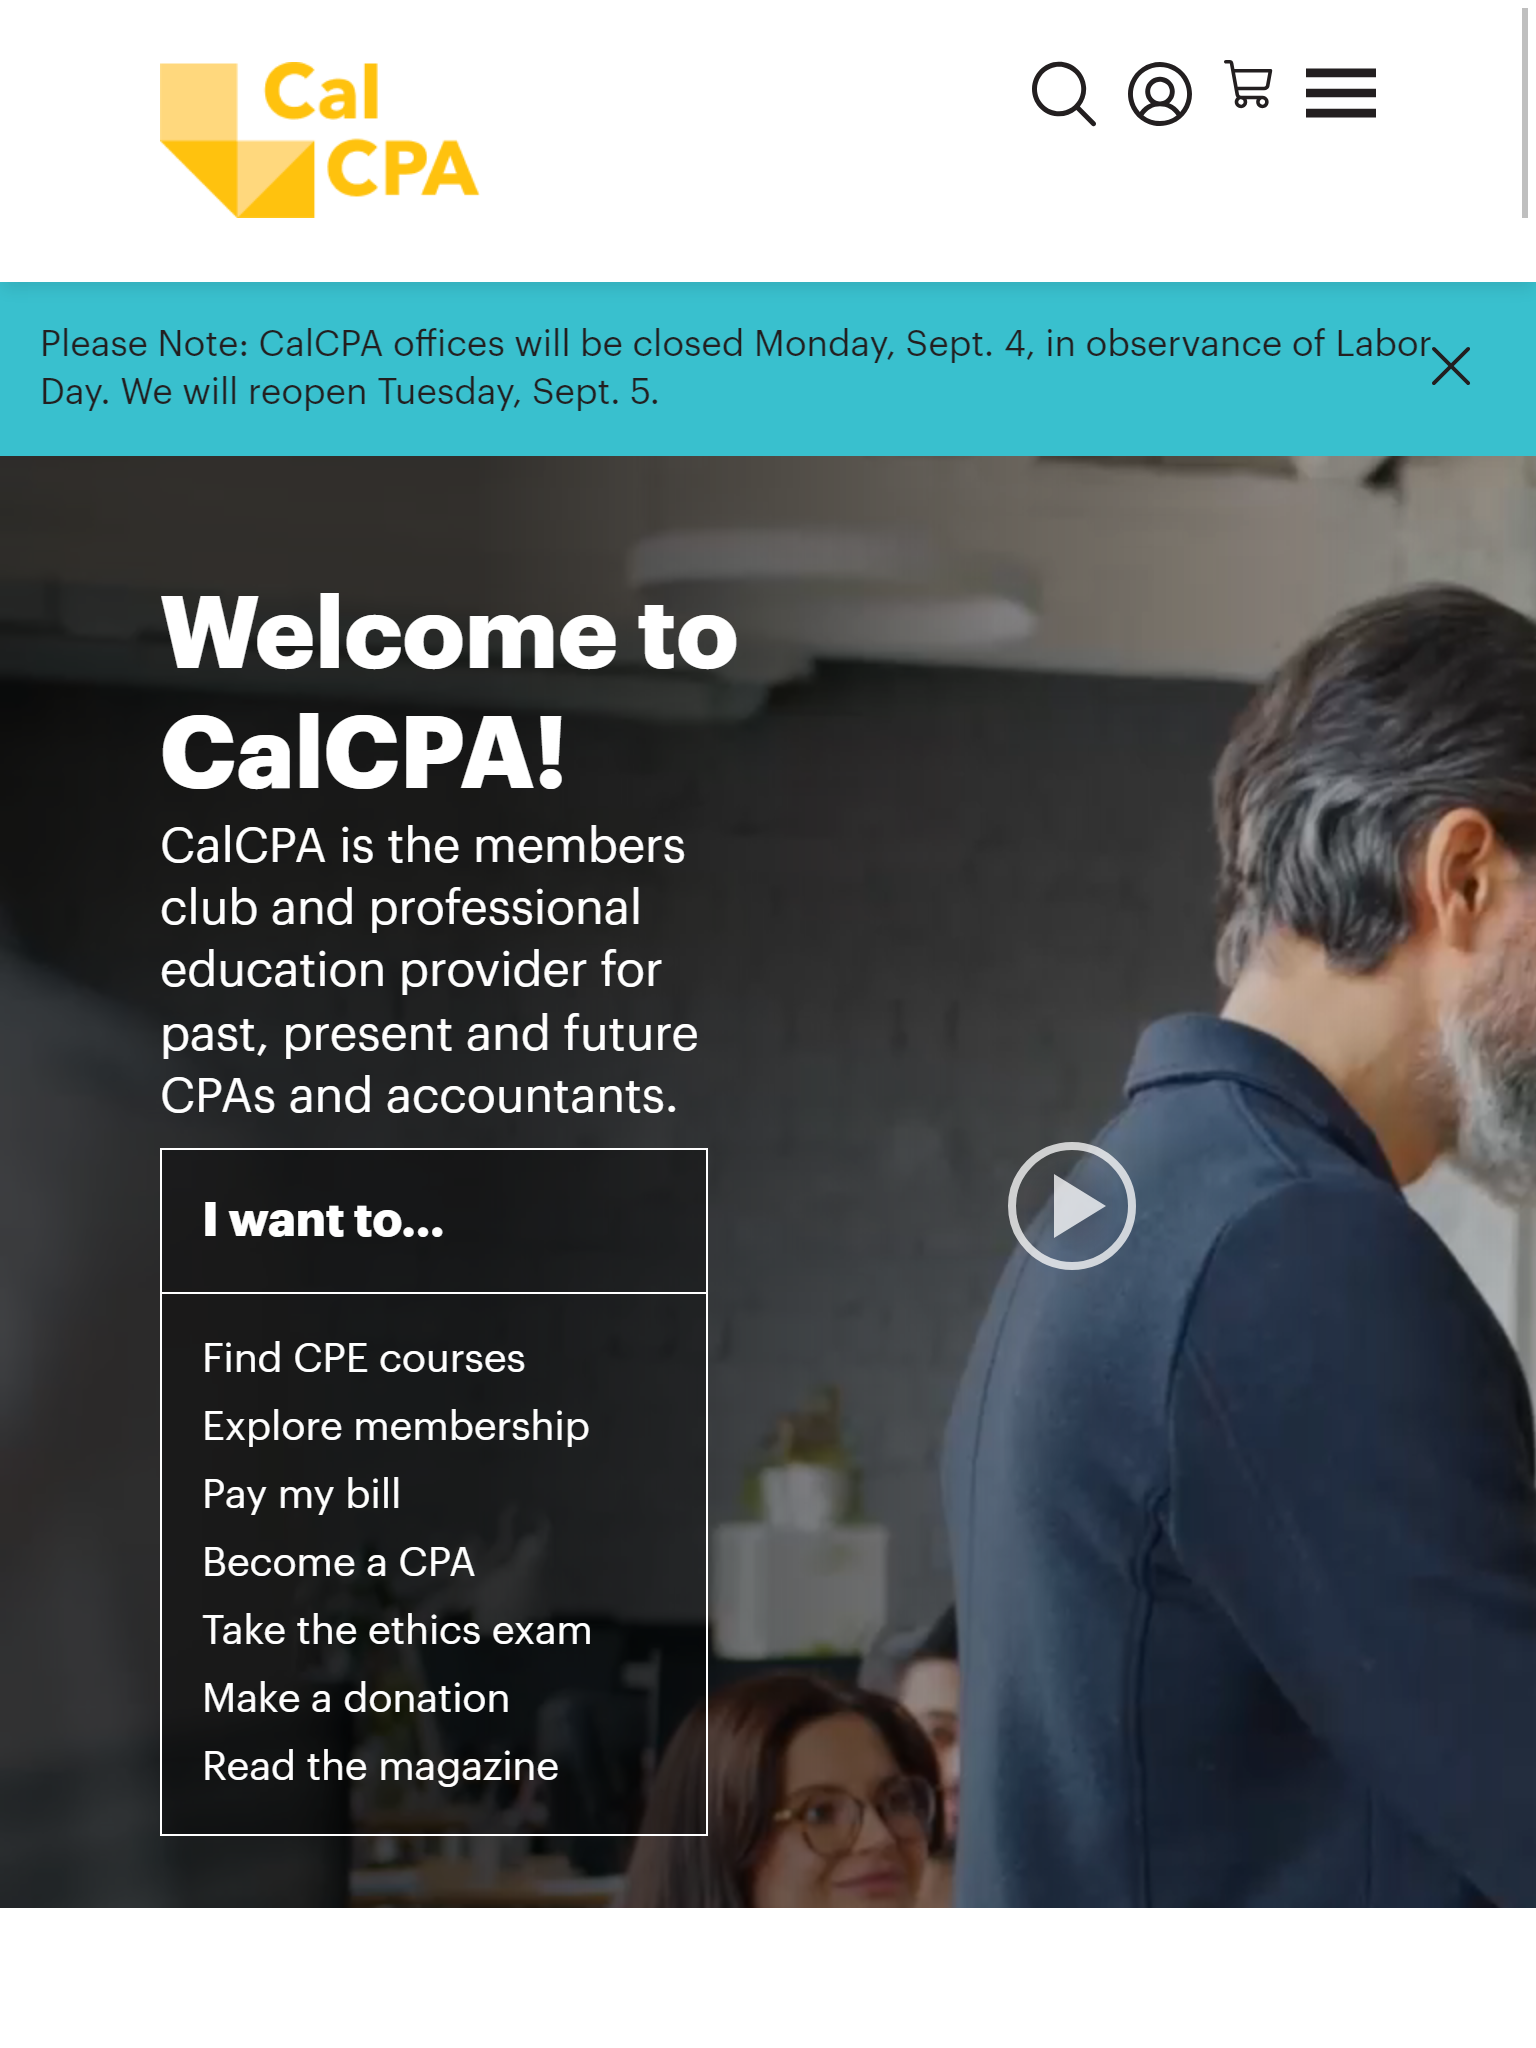 Cal
CPA
Please Note: CalCPA offices will be closed Monday, Sept. 4, in observance of Labor
Day. We will reopen Tuesday, Sept. 5.
Welcome to
CalCPA!
CalCPA is the members
club and professional
education provider for
past, present and future
CPAs and accountants.
I want to...
Find CPE courses
Explore membership
Pay my bill
Become a CPA
Take the ethics exam
Make a donation
Read the magazine